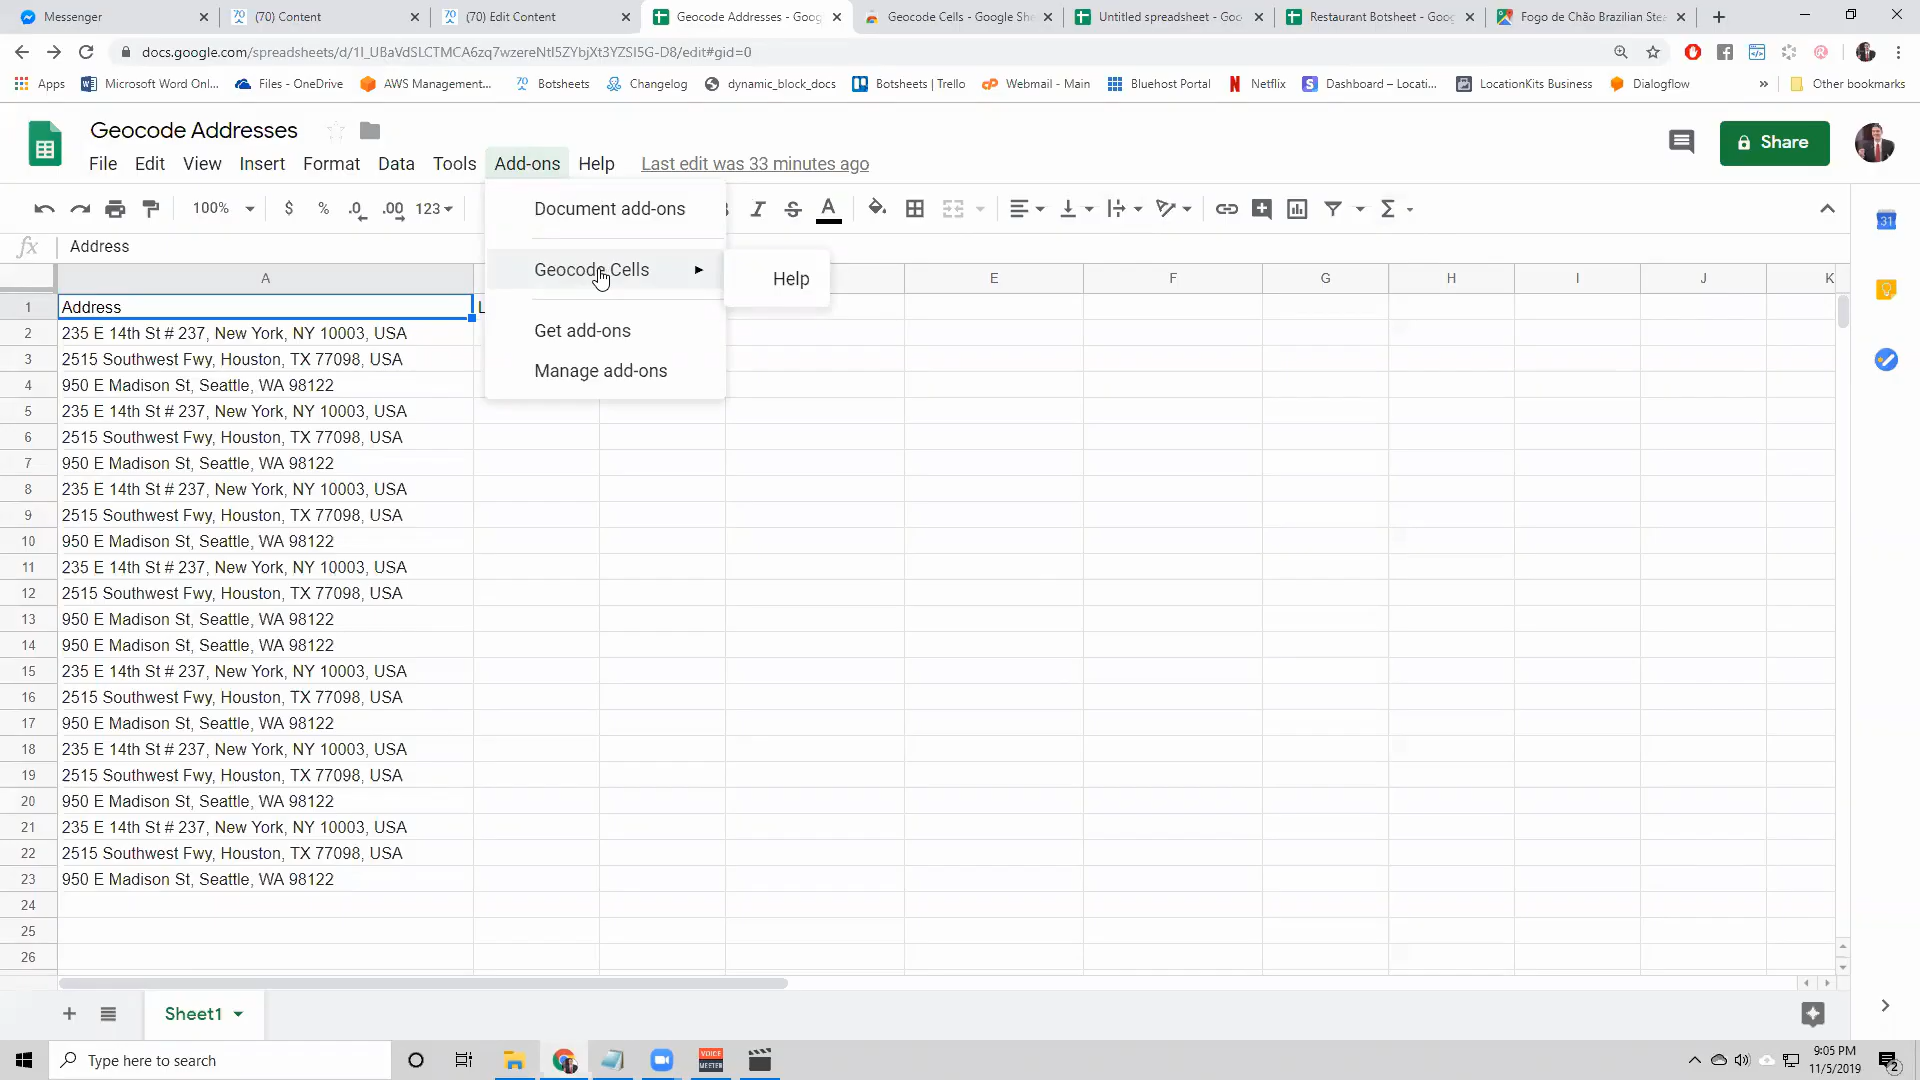 Messenger
(70) Content
(70) Edit Content
Geocode Addresses - Goog
Geocode Cells - Google She
Untitled spreadsheet - Goo
Restaurant Botsheet - Goog
Fogo de Chão Brazilian Stea
docs.google.com/spreadsheets/d/1I_UBaVdSLCTMCA6zq7wzereNtI5ZYbjXt3YZSI5G-D8/edit#gid=0
Apps
Microsoft Word Onl...
Files - OneDrive
AWS Management...
Botsheets
Changelog
dynamic_block_docs
Botsheets | Trello
Webmail - Main
Bluehost Portal
Netflix
Dashboard – Locati...
LocationKits Business
Dialogflow
»
Other bookmarks
Geocode Addresses
File Edit View Insert Format Data Tools Add-ons Help Last edit was 33 minutes ago
Share
100% $ % .0 .00 123
Document add-ons
Geocode Cells
Help
Get add-ons
Manage add-ons
fx Address
A E F G H I J K
1 Address L
2 235 E 14th St # 237, New York, NY 10003, USA
3 2515 Southwest Fwy, Houston, TX 77098, USA
4 950 E Madison St, Seattle, WA 98122
5 235 E 14th St # 237, New York, NY 10003, USA
6 2515 Southwest Fwy, Houston, TX 77098, USA
7 950 E Madison St, Seattle, WA 98122
8 235 E 14th St # 237, New York, NY 10003, USA
9 2515 Southwest Fwy, Houston, TX 77098, USA
10 950 E Madison St, Seattle, WA 98122
11 235 E 14th St # 237, New York, NY 10003, USA
12 2515 Southwest Fwy, Houston, TX 77098, USA
13 950 E Madison St, Seattle, WA 98122
14 950 E Madison St, Seattle, WA 98122
15 235 E 14th St # 237, New York, NY 10003, USA
16 2515 Southwest Fwy, Houston, TX 77098, USA
17 950 E Madison St, Seattle, WA 98122
18 235 E 14th St # 237, New York, NY 10003, USA
19 2515 Southwest Fwy, Houston, TX 77098, USA
20 950 E Madison St, Seattle, WA 98122
21 235 E 14th St # 237, New York, NY 10003, USA
22 2515 Southwest Fwy, Houston, TX 77098, USA
23 950 E Madison St, Seattle, WA 98122
24
25
26
Sheet1
Type here to search
VOICE
MEETER
9:05 PM
11/5/2019
2